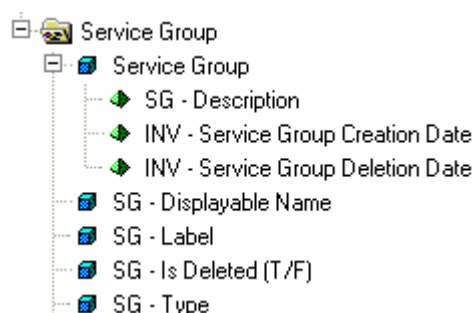 Service Group
Service Group
SG - Description
INV - Service Group Creation Date
INV - Service Group Deletion Date
SG - Displayable Name
SG - Label
SG - Is Deleted (T/F)
SG - Type